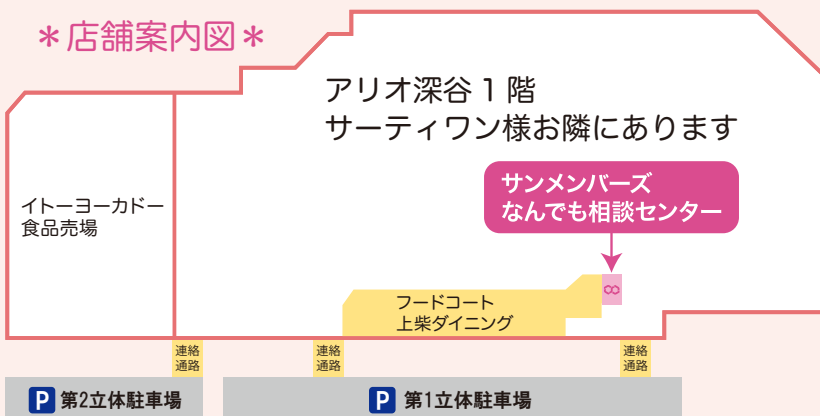 ＊店舗案内図＊
アリオ深谷１階
サーティワン様お隣にあります
サンメンバーズ
なんでも相談センター
イトーヨーカドー
食品売場
∞
フードコート
上柴ダイニング
連絡
通路
連絡
通路
連絡
通路
P 第2立体駐車場
P 第1立体駐車場